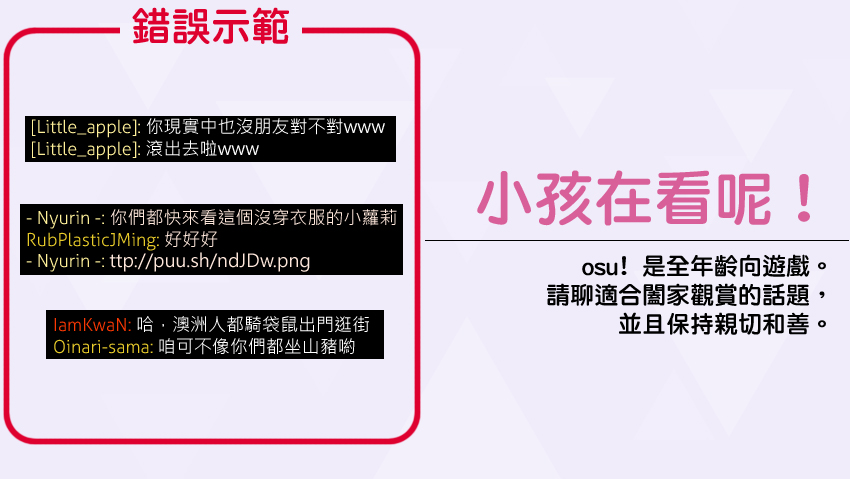 錯誤示範
[Little_apple]: 你現實中也沒朋友對不對www
[Little_apple]: 滾出去啦www
- Nyurin -: 你們都快來看這個沒穿衣服的小蘿莉
RubPlasticJMing: 好好好
- Nyurin -: ttp://puu.sh/ndJDw.png
IamKwaN: 哈，澳洲人都騎袋鼠出門逛街
Oinari-sama: 咱可不像你們都坐山豬喲
小孩在看呢！
osu! 是全年齡向遊戲。
請聊適合闔家觀賞的話題，
並且保持親切和善。